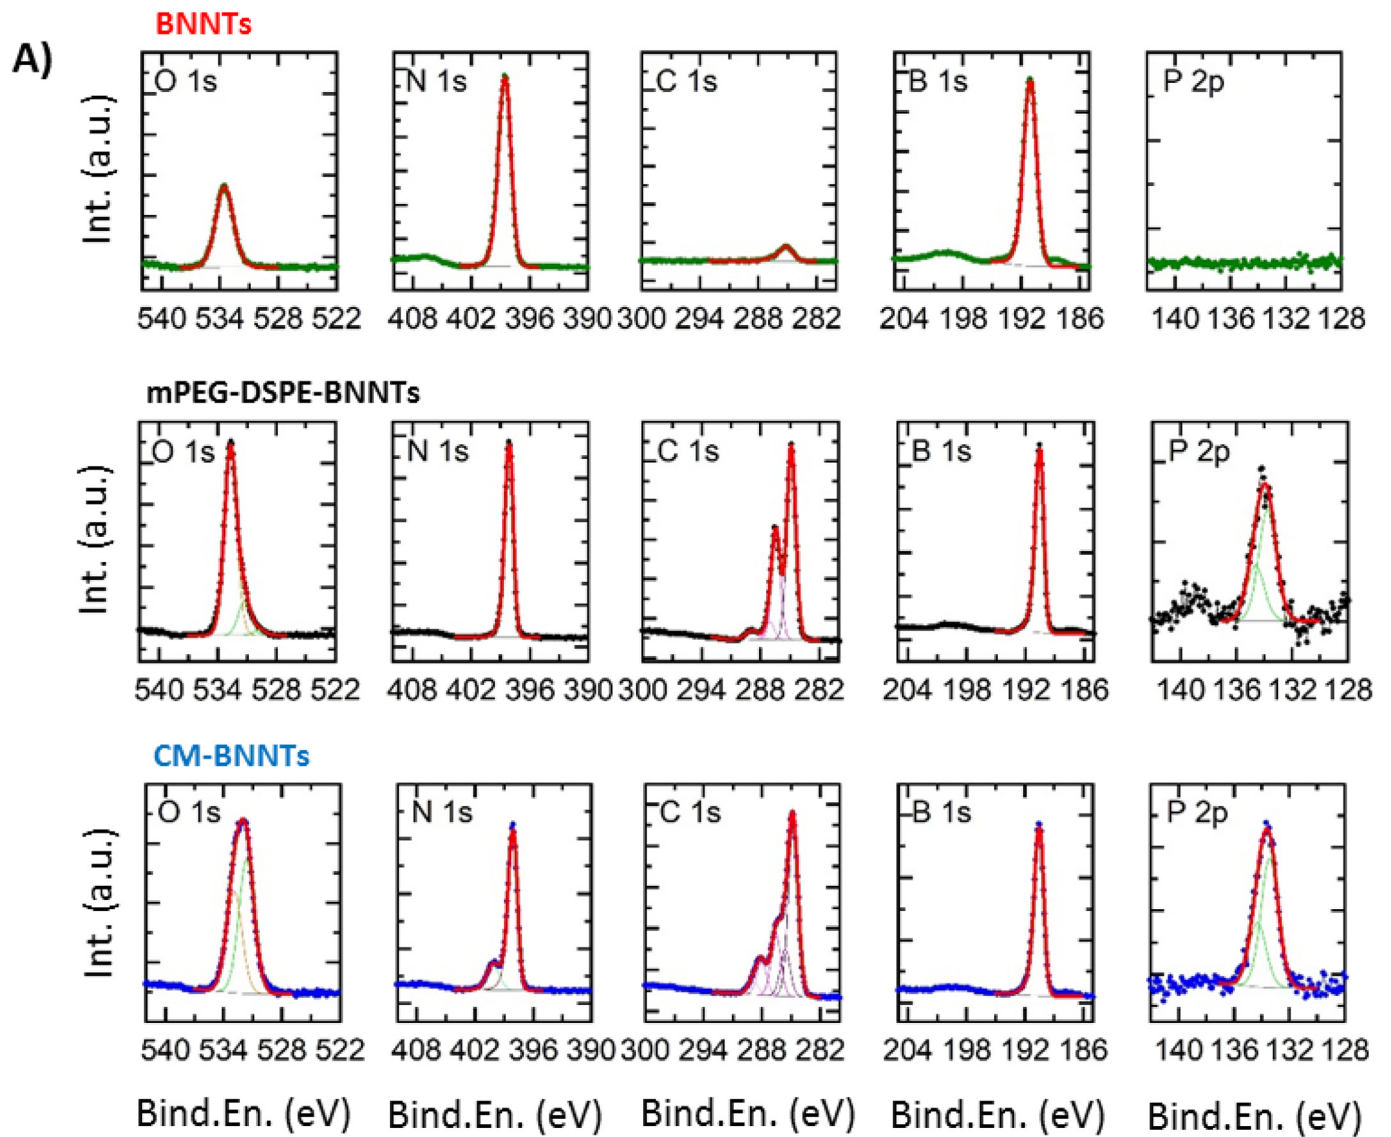 BNNTs
A)
O 1s N 1s C 1s B 1s P 2p
Int. (a.u.)
540 534 528 522 408 402 396 390 300 294 288 282 204 198 192 186 140 136 132 128
mPEG-DSPE-BNNTs
O 1s N 1s C 1s B 1s P 2p
Int. (a.u.)
540 534 528 522 408 402 396 390 300 294 288 282 204 198 192 186 140 136 132 128
CM-BNNTs
O 1s N 1s C 1s B 1s P 2p
Int. (a.u.)
540 534 528 522 408 402 396 390 300 294 288 282 204 198 192 186 140 136 132 128
Bind.En. (eV) Bind.En. (eV) Bind.En. (eV) Bind.En. (eV) Bind.En. (eV)